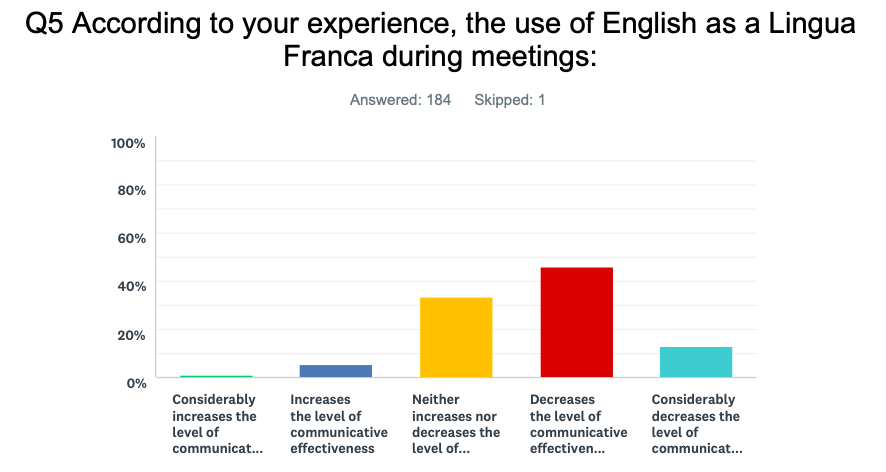 Q5 According to your experience, the use of English as a Lingua
Franca during meetings:
Answered: 184 Skipped: 1
100%
80%
60%
40%
20%
0%
Considerably
increases the
level of
communicat...
Increases
the level of
communicative
effectiveness
Neither
increases nor
decreases the
level of...
Decreases
the level of
communicative
effectiven...
Considerably
decreases the
level of
communicat...